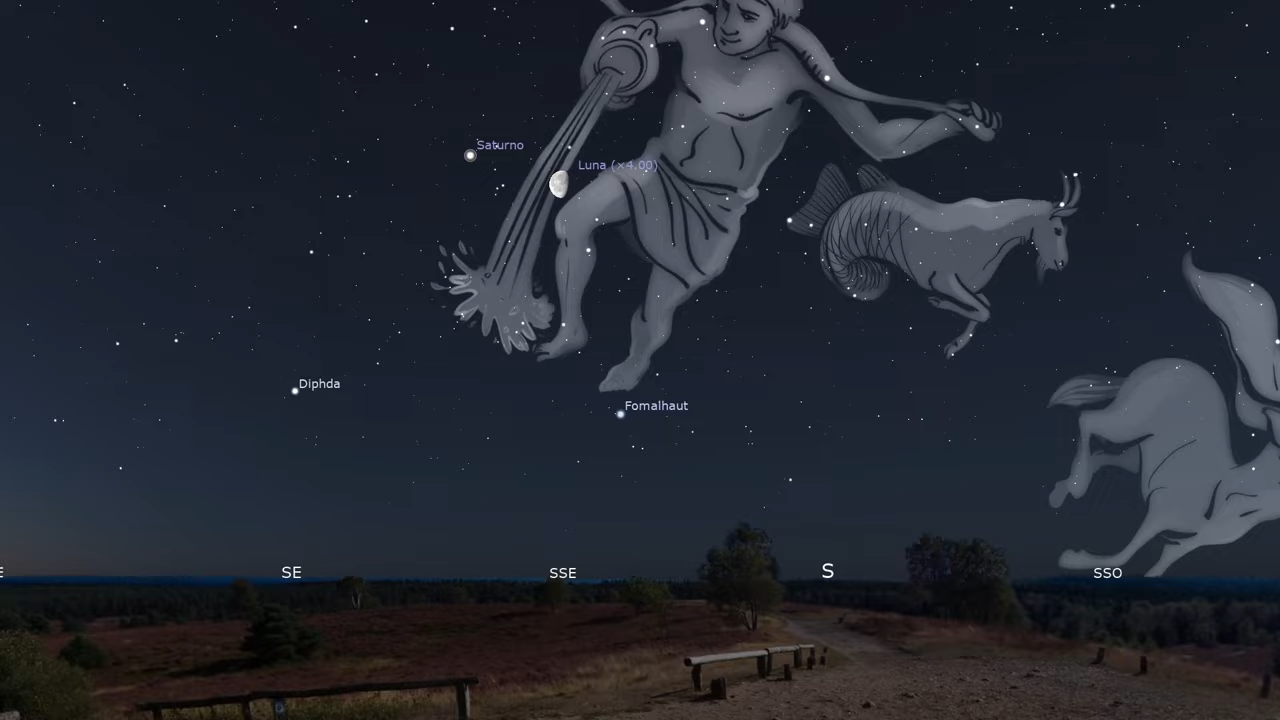 Saturno
Luna (×4.00)
Diphda
Fomalhaut
E
SE
SSE
S
SSO